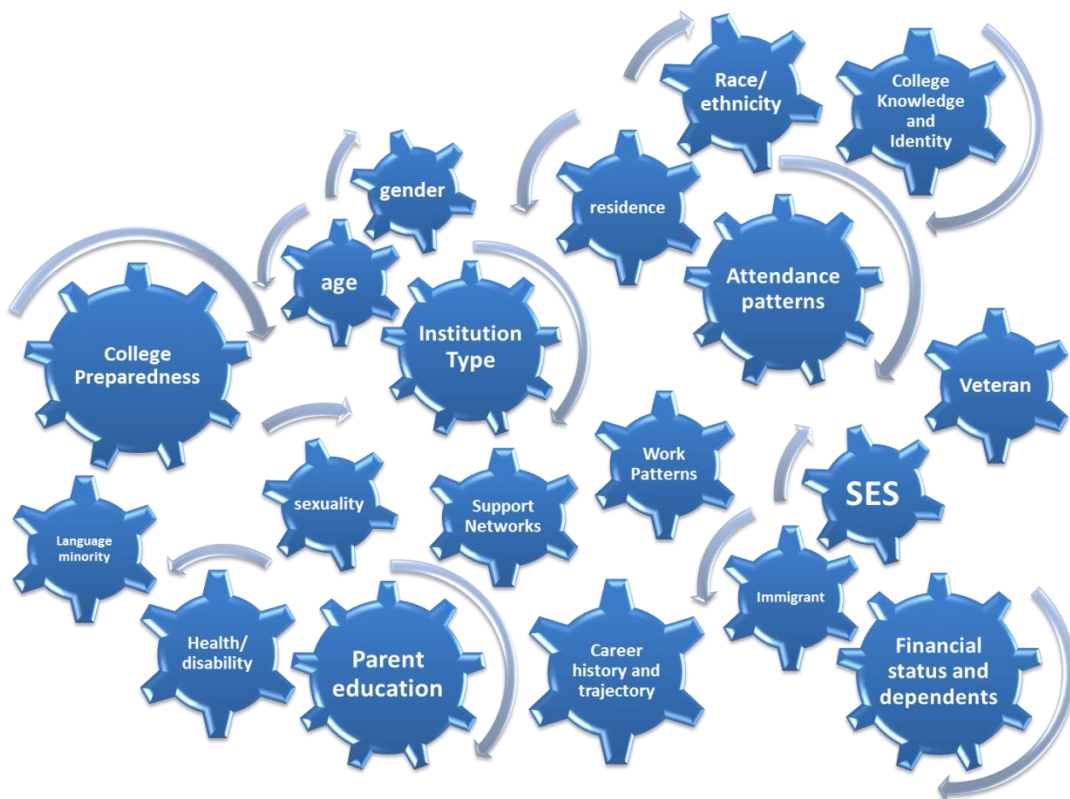 Race/
ethnicity
College
Knowledge
and
Identity
gender
residence
age
Attendance
patterns
Institution
Type
College
Preparedness
Veteran
Work
Patterns
SES
sexuality
Support
Networks
Language
minority
Immigrant
Health/
disability
Parent
education
Career
history and
trajectory
Financial
status and
dependents